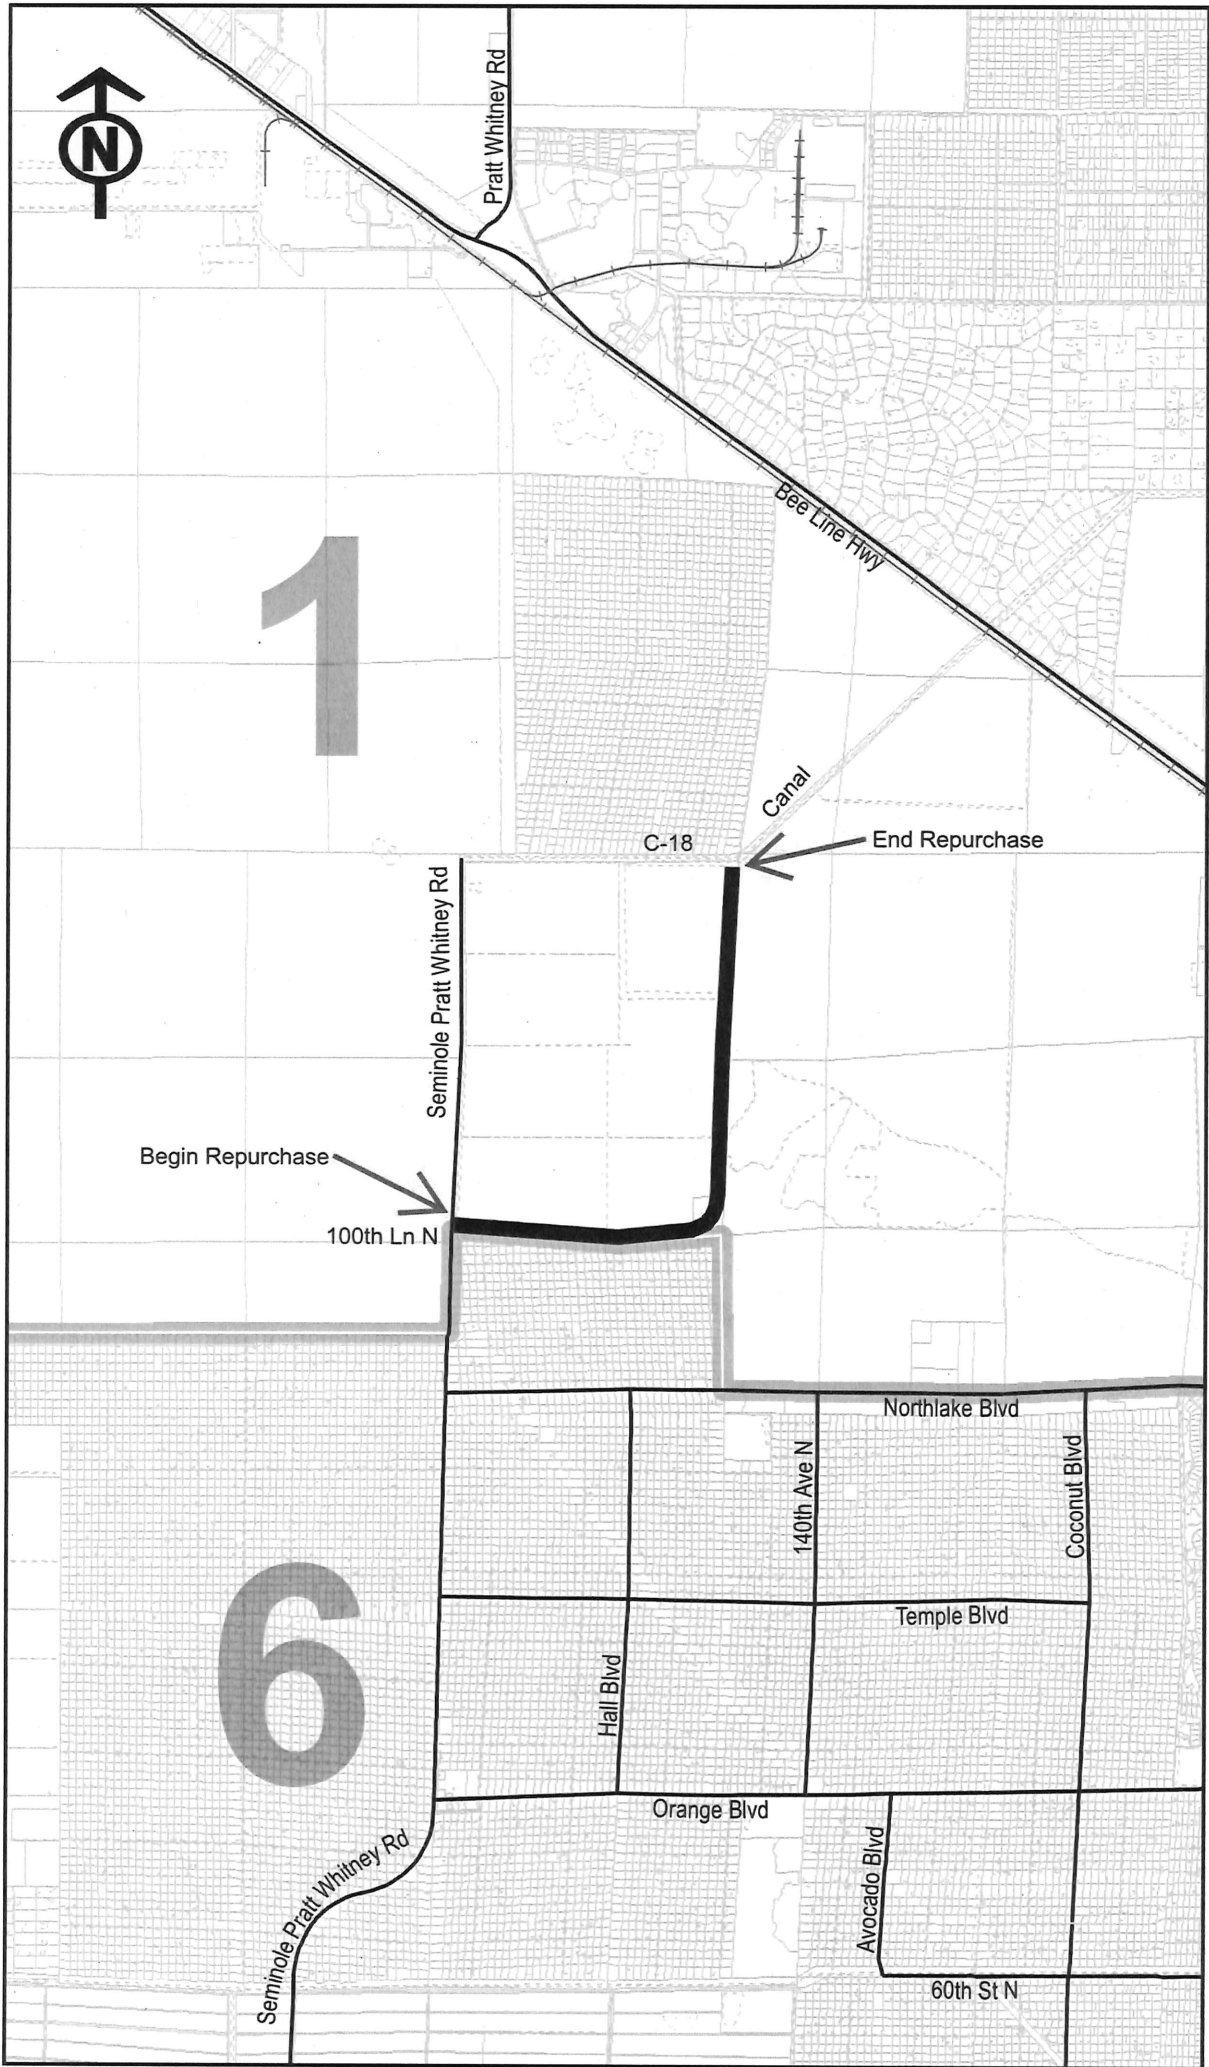 Pratt Whitney Rd
N
Bee Line Hwy
1
Canal
C-18
End Repurchase
Seminole Pratt Whitney Rd
Begin Repurchase
100th Ln N
Northlake Blvd
140th Ave N
Coconut Blvd
6
Temple Blvd
Hall Blvd
Orange Blvd
Seminole Pratt Whitney Rd
Avocado Blvd
60th St N